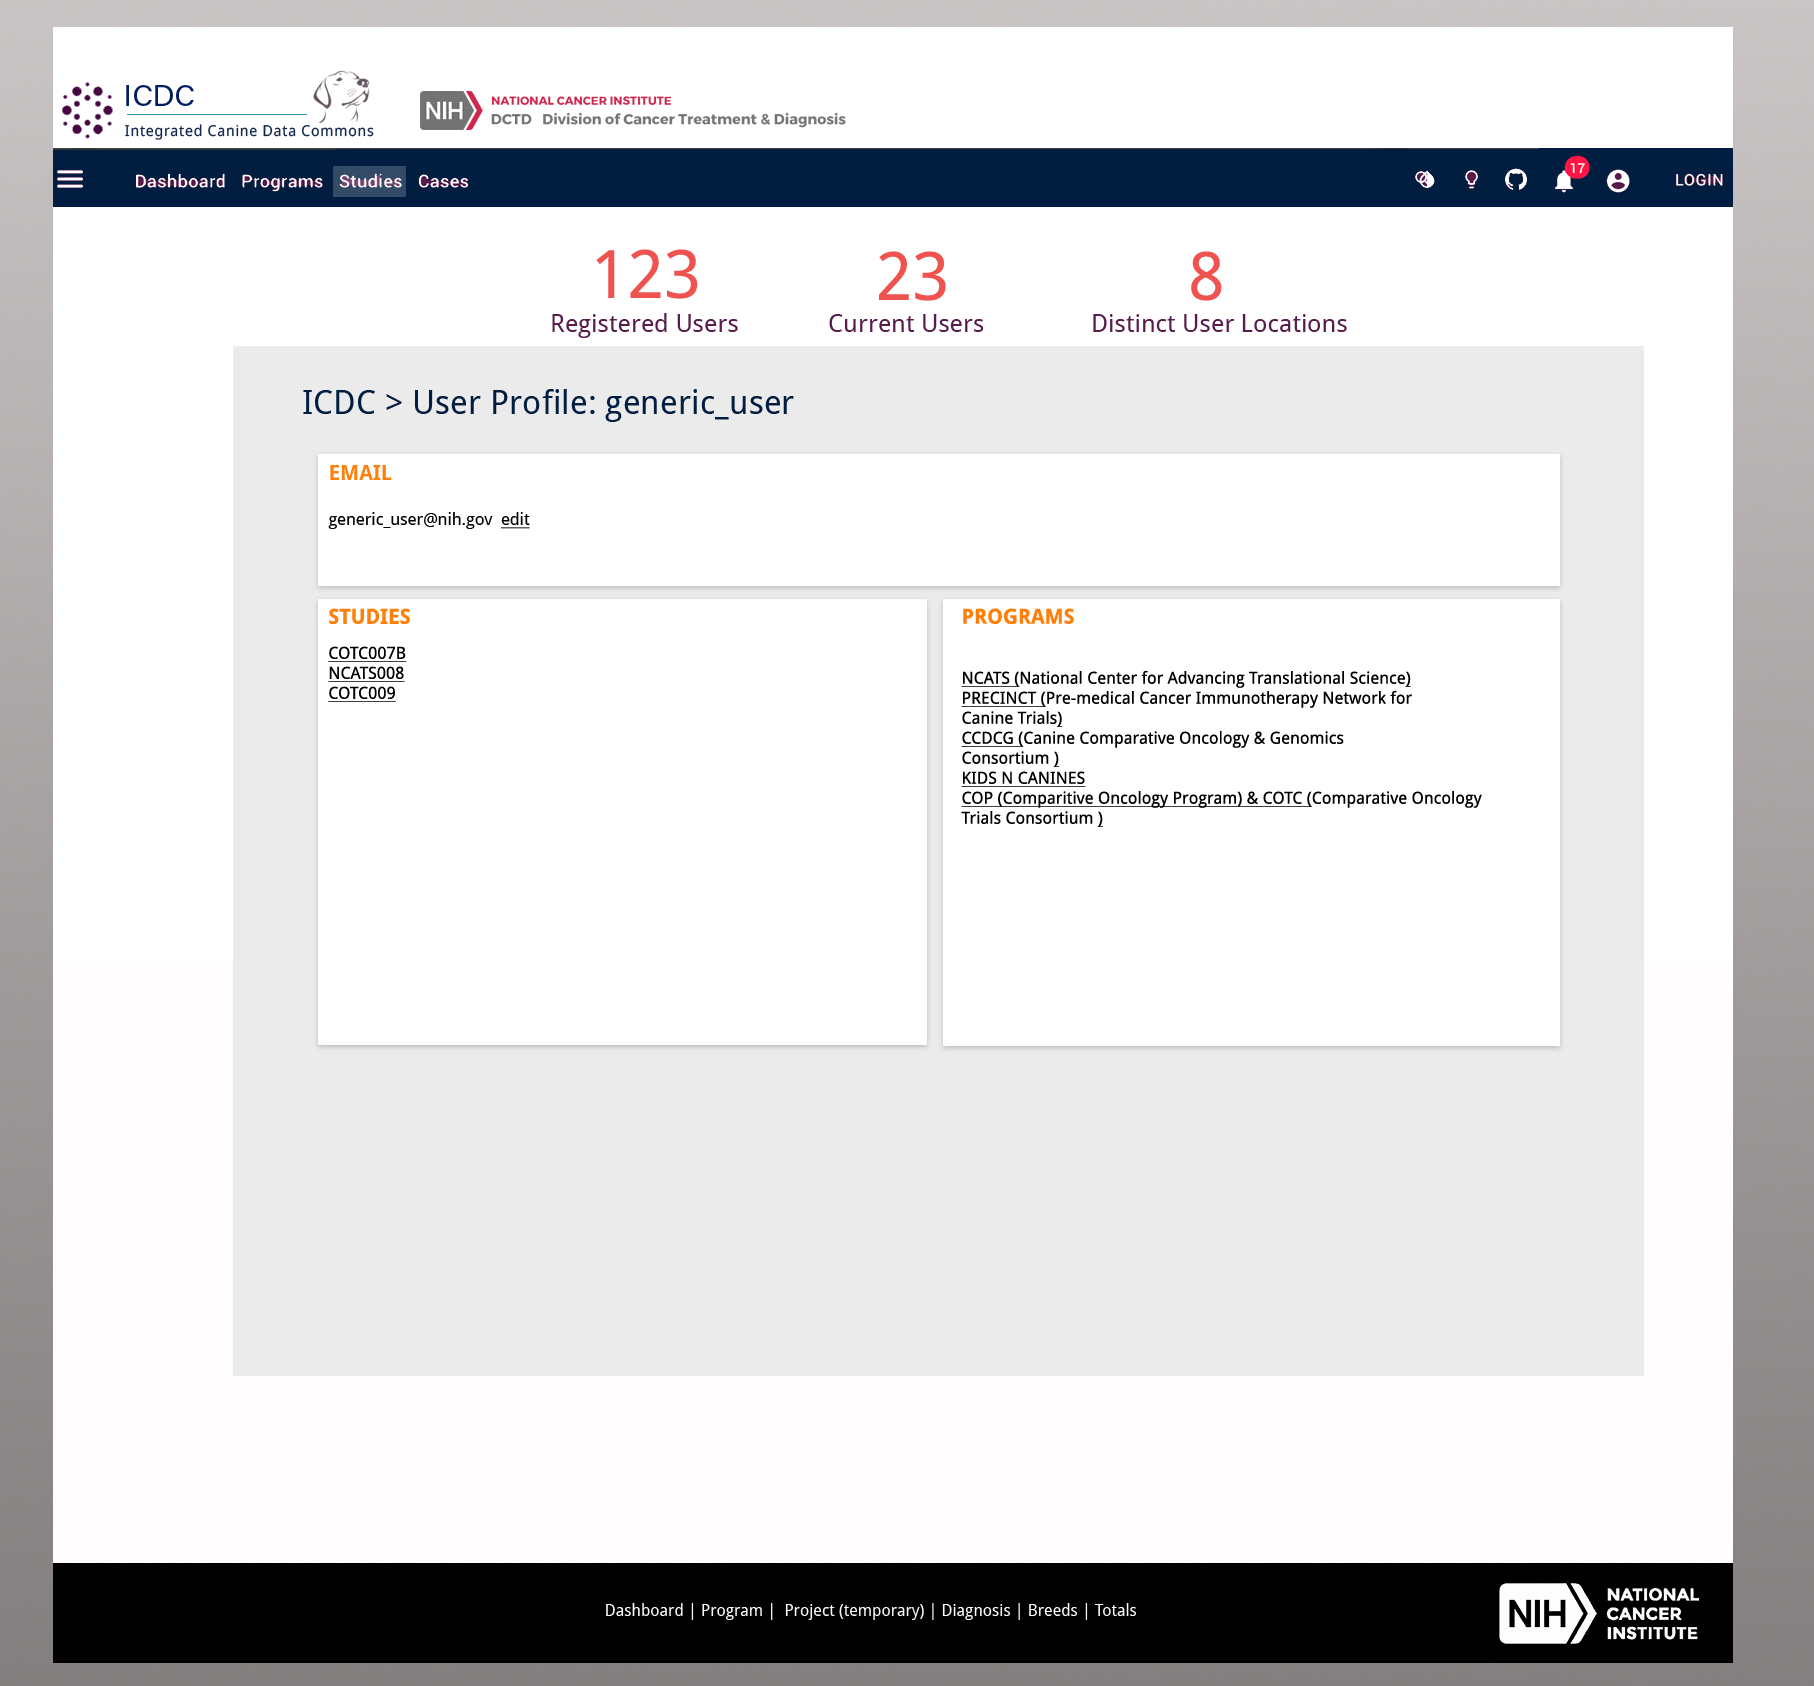 ICDC
Integrated Canine Data Commons
NIH NATIONAL CANCER INSTITUTE
DCTD Division of Cancer Treatment & Diagnosis
Dashboard Programs Studies Cases 17 LOGIN
123 23 8
Registered Users Current Users Distinct User Locations
ICDC > User Profile: generic_user
EMAIL
generic_user@nih.gov edit
STUDIES
COTC007B
NCATS008
COTC009
PROGRAMS
NCATS (National Center for Advancing Translational Science)
PRECINCT (Pre-medical Cancer Immunotherapy Network for
Canine Trials)
CCDCG (Canine Comparative Oncology & Genomics
Consortium )
KIDS N CANINES
COP (Comparitive Oncology Program) & COTC (Comparative Oncology
Trials Consortium )
Dashboard | Program | Project (temporary) | Diagnosis | Breeds | Totals
NIH NATIONAL
CANCER
INSTITUTE